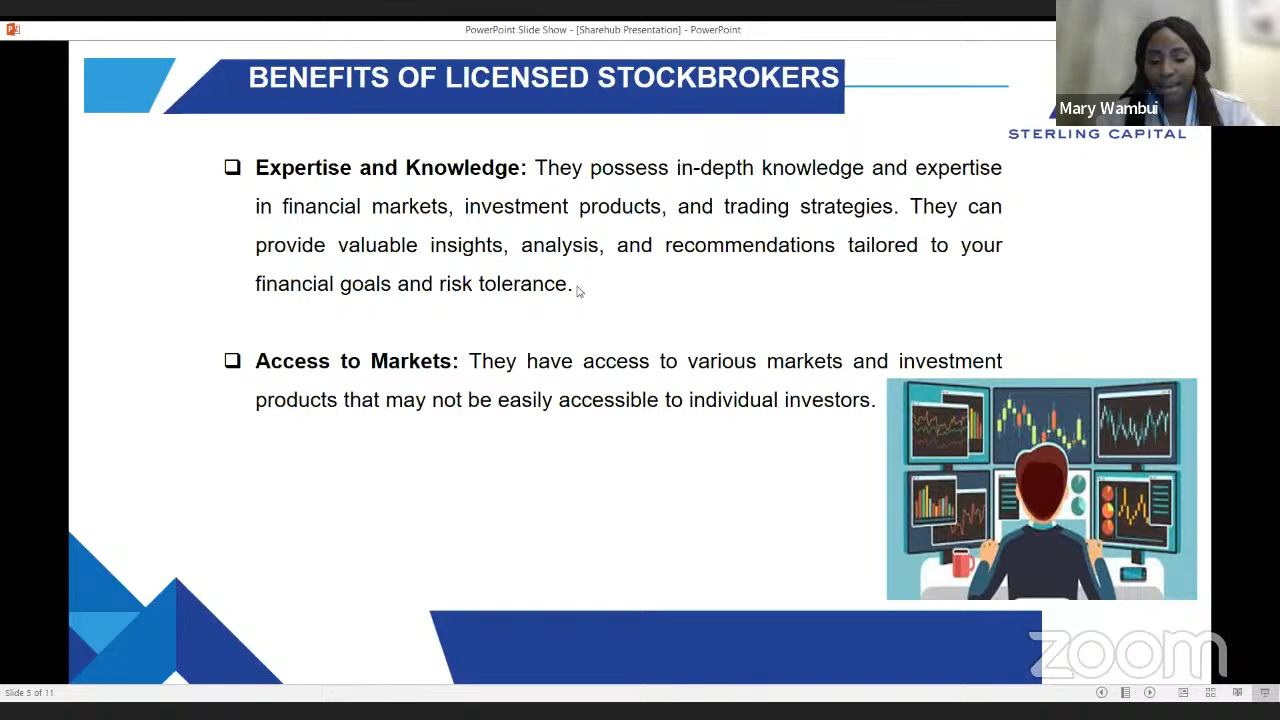 PowerPoint Slide Show - [Sharehub Presentation] - PowerPoint
BENEFITS OF LICENSED STOCKBROKERS
Mary Wambui
STERLING CAPITAL
Expertise and Knowledge: They possess in-depth knowledge and expertise
in financial markets, investment products, and trading strategies. They can
provide valuable insights, analysis, and recommendations tailored to your
financial goals and risk tolerance.
Access to Markets: They have access to various markets and investment
products that may not be easily accessible to individual investors.
zoom
Slide 5 of 11